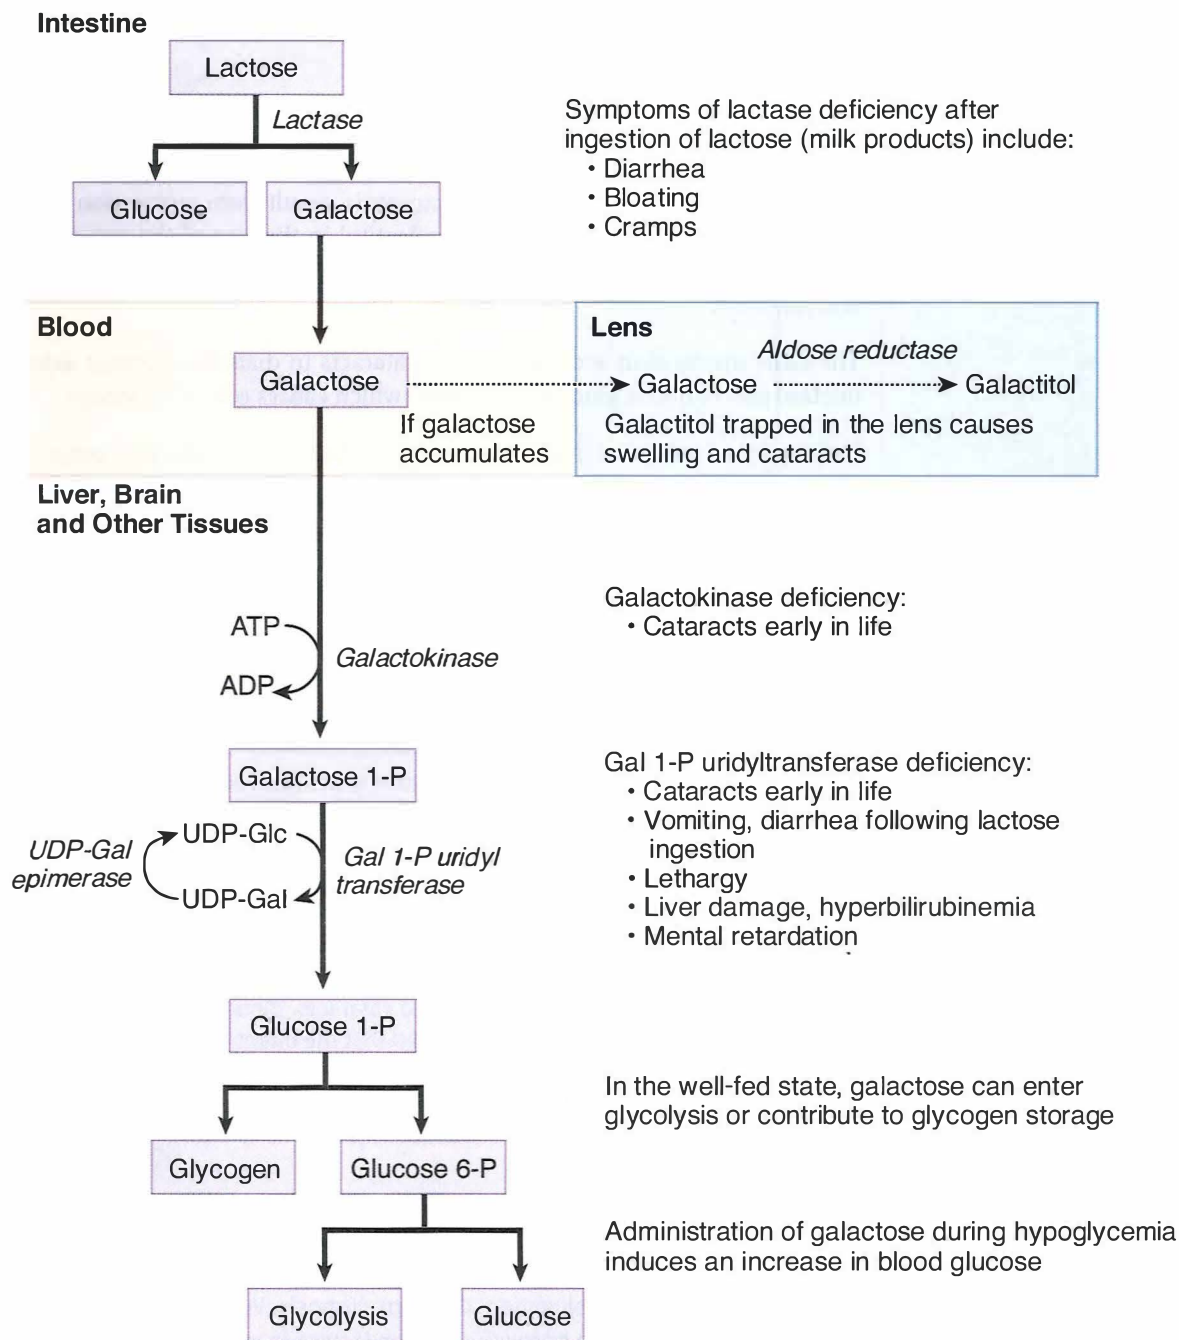 Intestine
Lactose
Lactase
Glucose
Galactose
Symptoms of lactase deficiency after
ingestion of lactose (milk products) include:
• Diarrhea
• Bloating
• Cramps
Blood
Galactose
If galactose
accumulates
Lens
Aldose reductase
Galactose
Galactitol
Galactitol trapped in the lens causes
swelling and cataracts
Liver, Brain
and Other Tissues
ATP
ADP
Galactokinase
Galactokinase deficiency:
• Cataracts early in life
Galactose 1-P
UDP-Gal
epimerase
UDP-Glc
UDP-Gal
Gal 1-P uridyl
transferase
Gal 1-P uridyltransferase deficiency:
• Cataracts early in life
• Vomiting, diarrhea following lactose
ingestion
• Lethargy
• Liver damage, hyperbilirubinemia
• Mental retardation
Glucose 1-P
Glycogen
Glucose 6-P
In the well-fed state, galactose can enter
glycolysis or contribute to glycogen storage
Glycolysis
Glucose
Administration of galactose during hypoglycemia
induces an increase in blood glucose